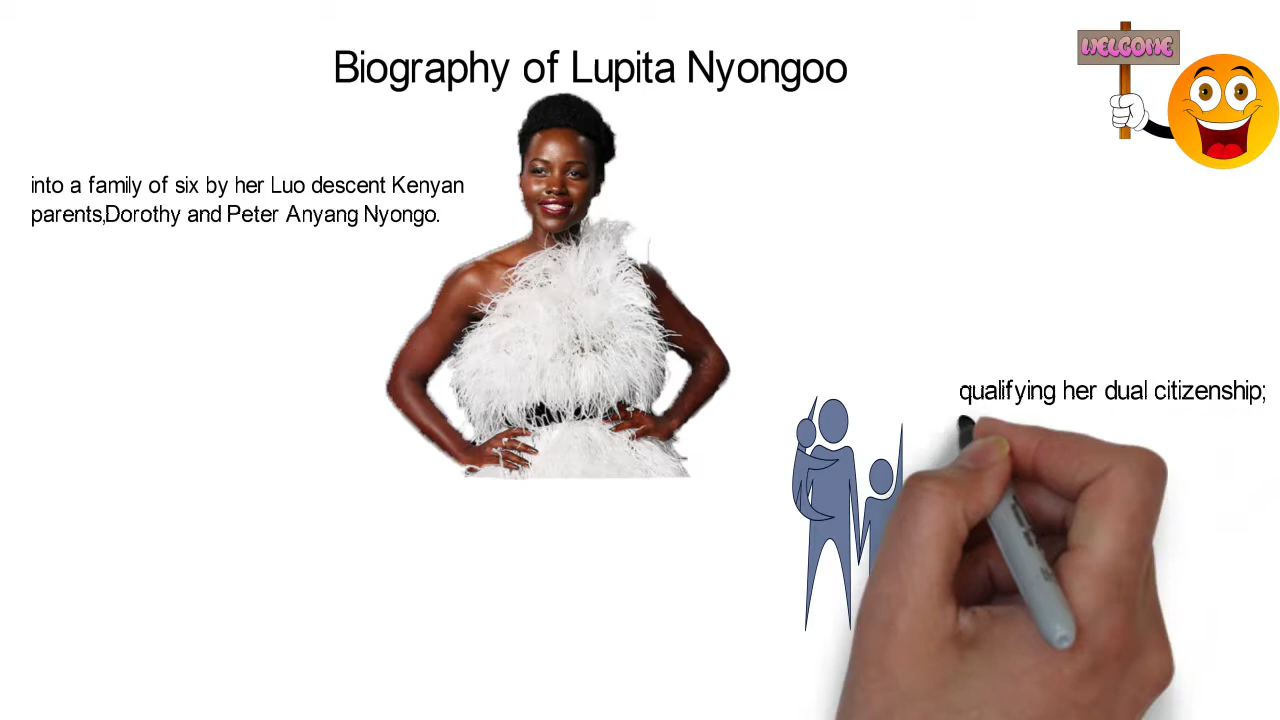 WELCOME
Biography of Lupita Nyongoo
into a family of six by her Luo descent Kenyan
parents,Dorothy and Peter Anyang Nyongo.
qualifying her dual citizenship;